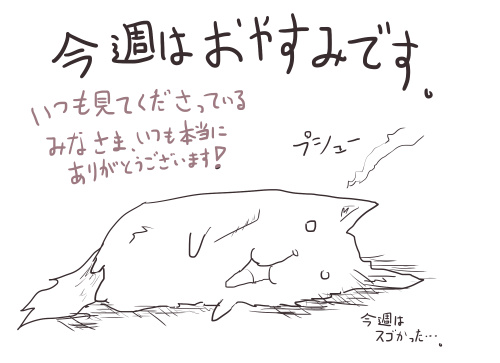 今週はおやすみです。
いつも見てくださっている
みなさま、いつも本当に
ありがとうございます!
プシュー
今週は
スゴかった…。